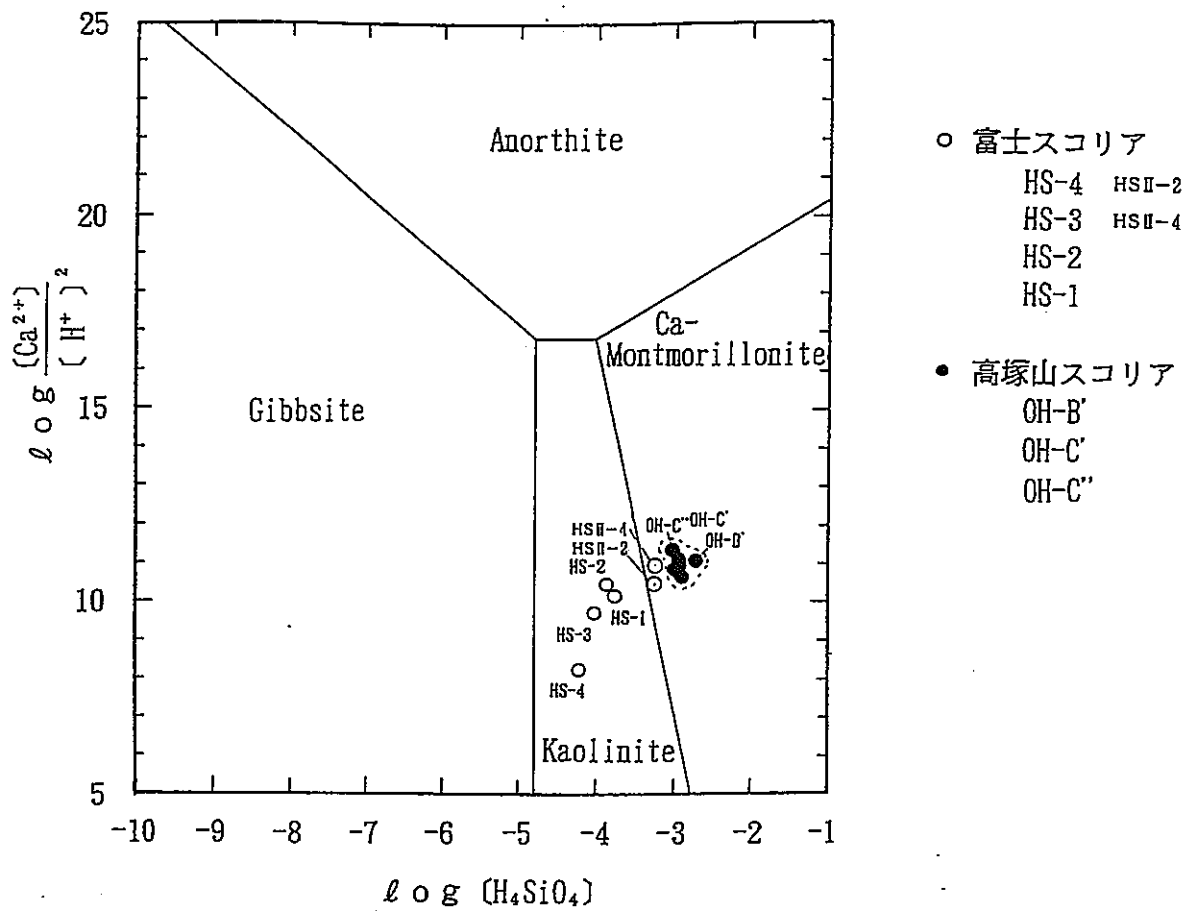 25
20
15
10
5
ℓog (Ca²⁺) / (H⁺)²
Anorthite
Ca-
Montmorillonite
Gibbsite
HSⅡ-4
HSⅡ-2
HS-2
HS-1
HS-3
HS-4
OH-C''
OH-C'
OH-B'
Kaolinite
-10 -9 -8 -7 -6 -5 -4 -3 -2 -1
ℓog (H₄SiO₄)
○ 富士スコリア
HS-4 HSⅡ-2
HS-3 HSⅡ-4
HS-2
HS-1
● 高塚山スコリア
OH-B'
OH-C'
OH-C''